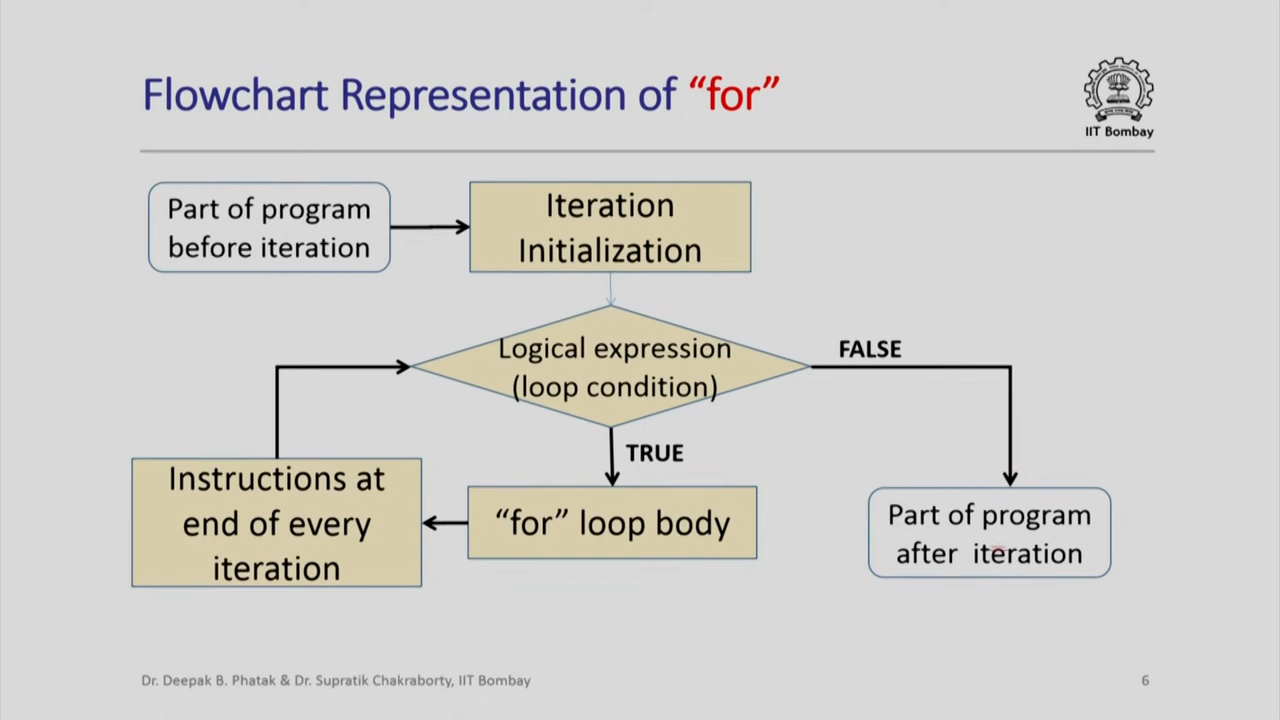 Flowchart Representation of “for”
IIT Bombay
Part of program
before iteration
Iteration
Initialization
Logical expression
(loop condition)
FALSE
TRUE
Instructions at
end of every
iteration
“for” loop body
Part of program
after iteration
Dr. Deepak B. Phatak & Dr. Supratik Chakraborty, IIT Bombay
6